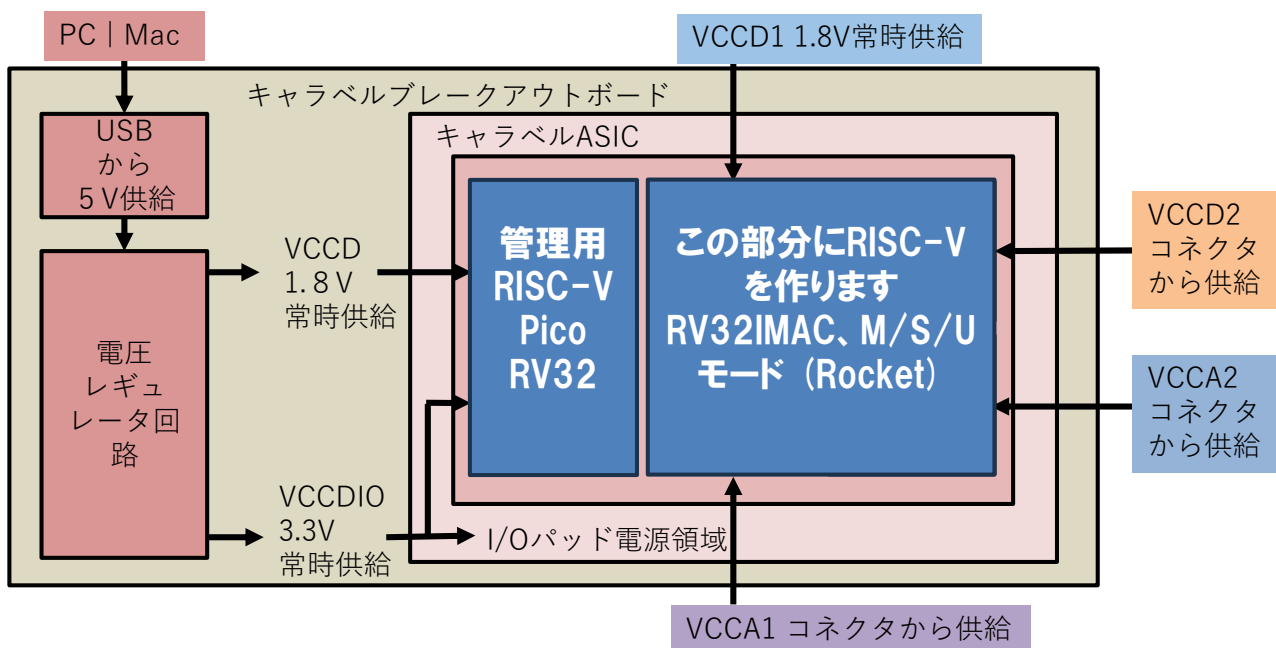 PC | Mac
VCCD1 1.8V常時供給
キャラベルブレークアウトボード
USB
から
5V供給
キャラベルASIC
VCCD
1.8V
常時供給
管理用
RISC-V
Pico
RV32
この部分にRISC-V
を作ります
RV32IMAC、M/S/U
モード（Rocket）
VCCD2
コネクタ
から供給
電圧
レギュ
レータ回
路
VCCA2
コネクタ
から供給
VCCDIO
3.3V
常時供給
I/Oパッド電源領域
VCCA1 コネクタから供給